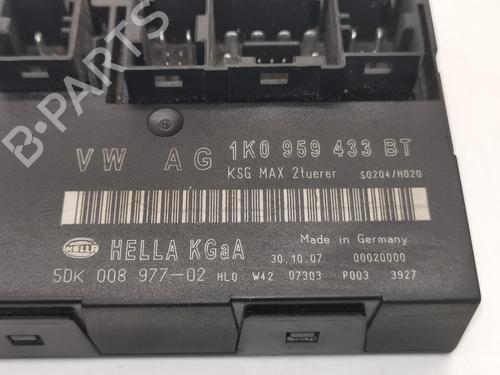 VW AG 1K0 959 433 BT
KSG MAX 2tuerer S0204/H020
HELLA HELLA KGaA
Made in Germany
30.10.07 00020000
5DK 008 977-02 HL0 W42 07303 P003 3927
B-PARTS